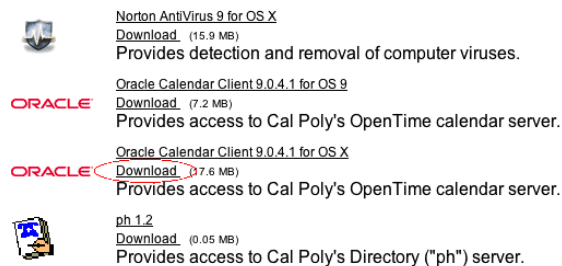 Norton AntiVirus 9 for OS X
Download (15.9 MB)
Provides detection and removal of computer viruses.
Oracle Calendar Client 9.0.4.1 for OS 9
ORACLE Download (7.2 MB)
Provides access to Cal Poly's OpenTime calendar server.
Oracle Calendar Client 9.0.4.1 for OS X
ORACLE Download (17.6 MB)
Provides access to Cal Poly's OpenTime calendar server.
ph 1.2
Download (0.05 MB)
Provides access to Cal Poly's Directory ("ph") server.